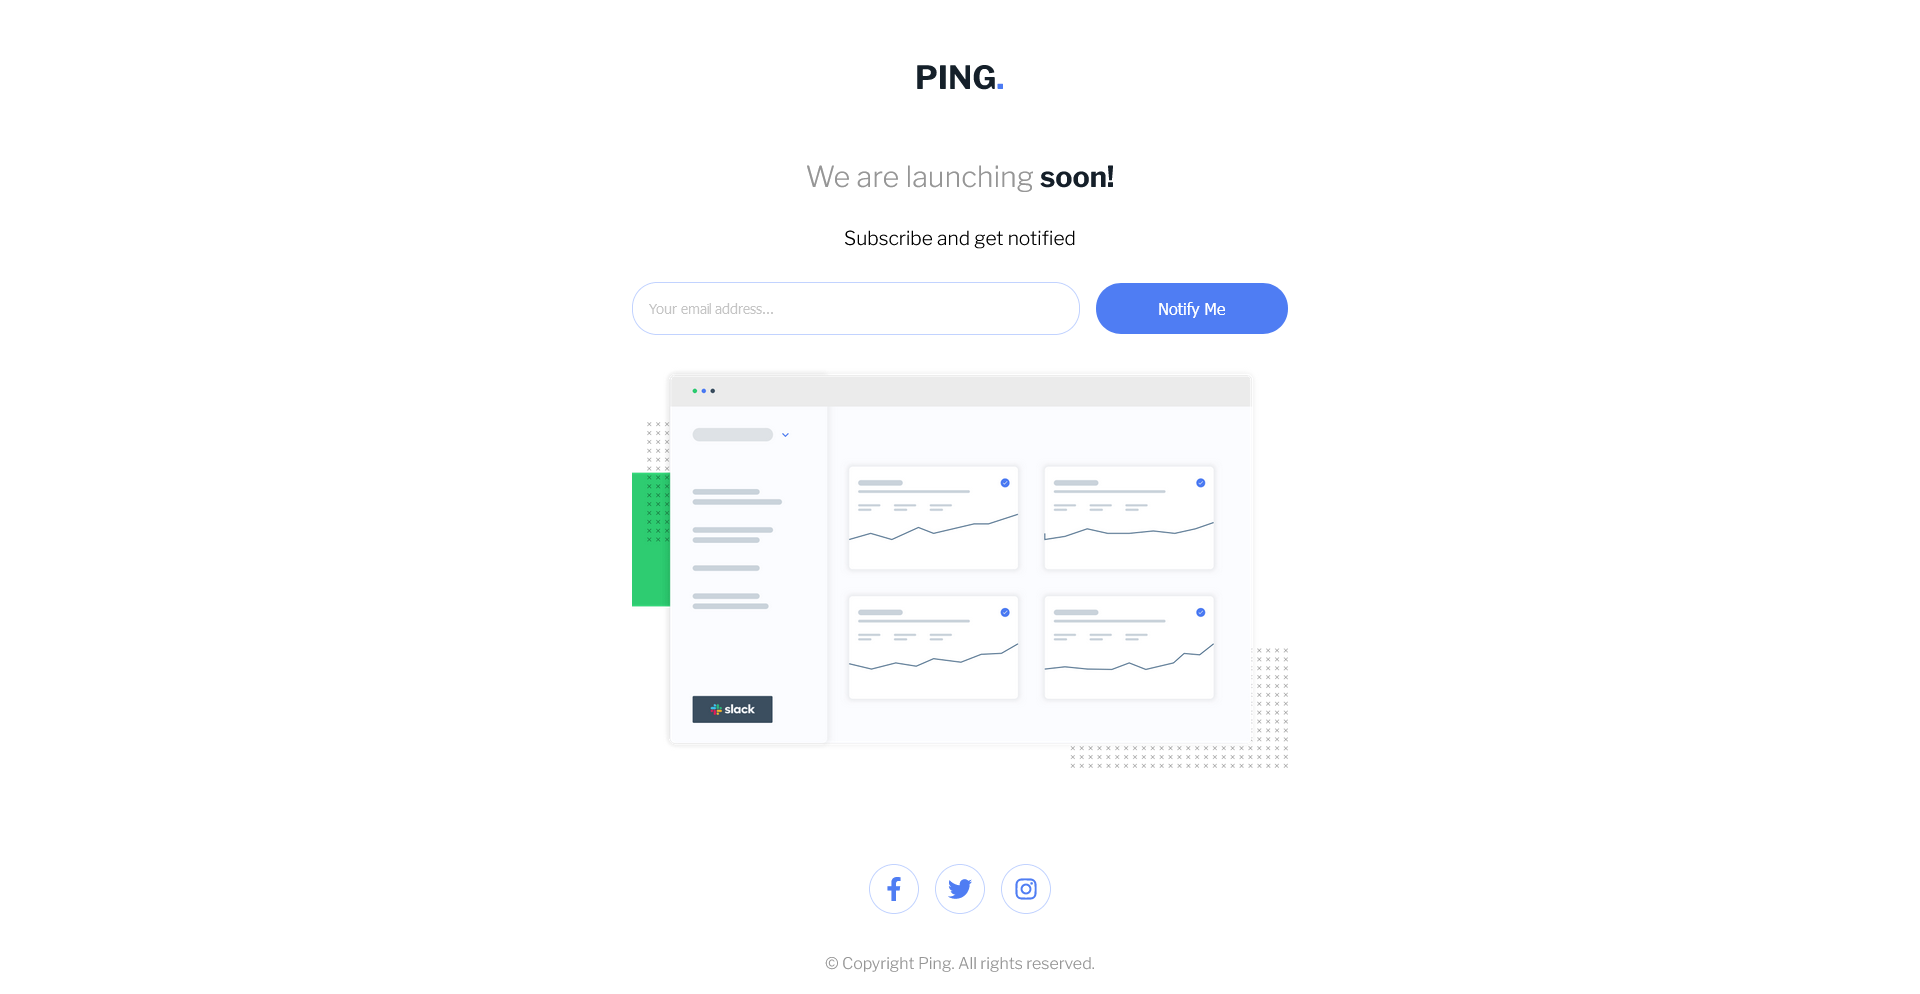 PING.
We are launching soon!
Subscribe and get notified
Your email address...
Notify Me
slack
© Copyright Ping. All rights reserved.